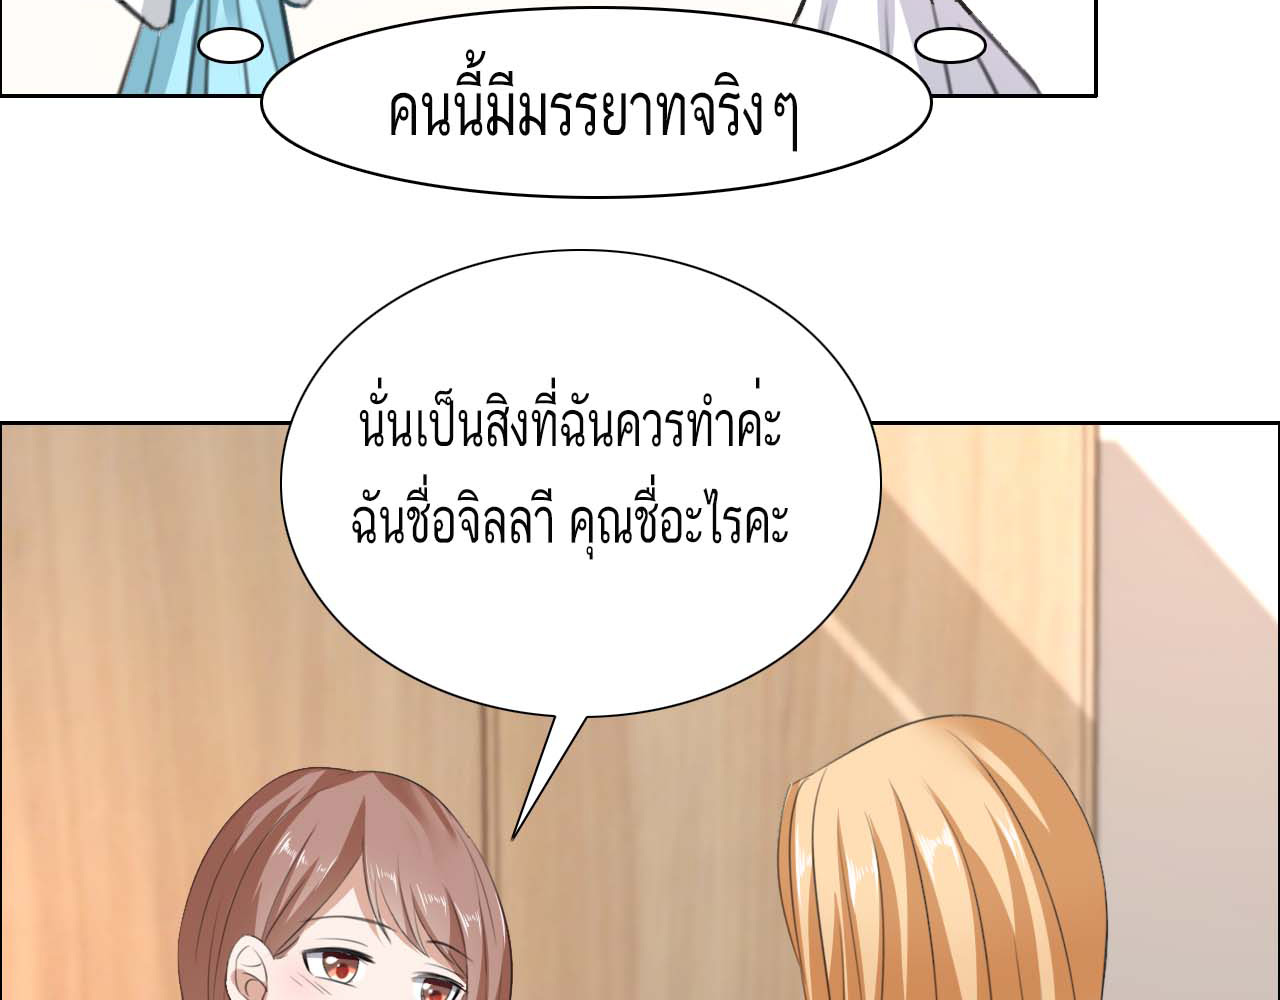 คนนี้มีมรรยาทจริงๆ
นั่นเป็นสิ่งที่ฉันควรทำค่ะ
ฉันชื่อจิลลาี คุณชื่อะไรคะ